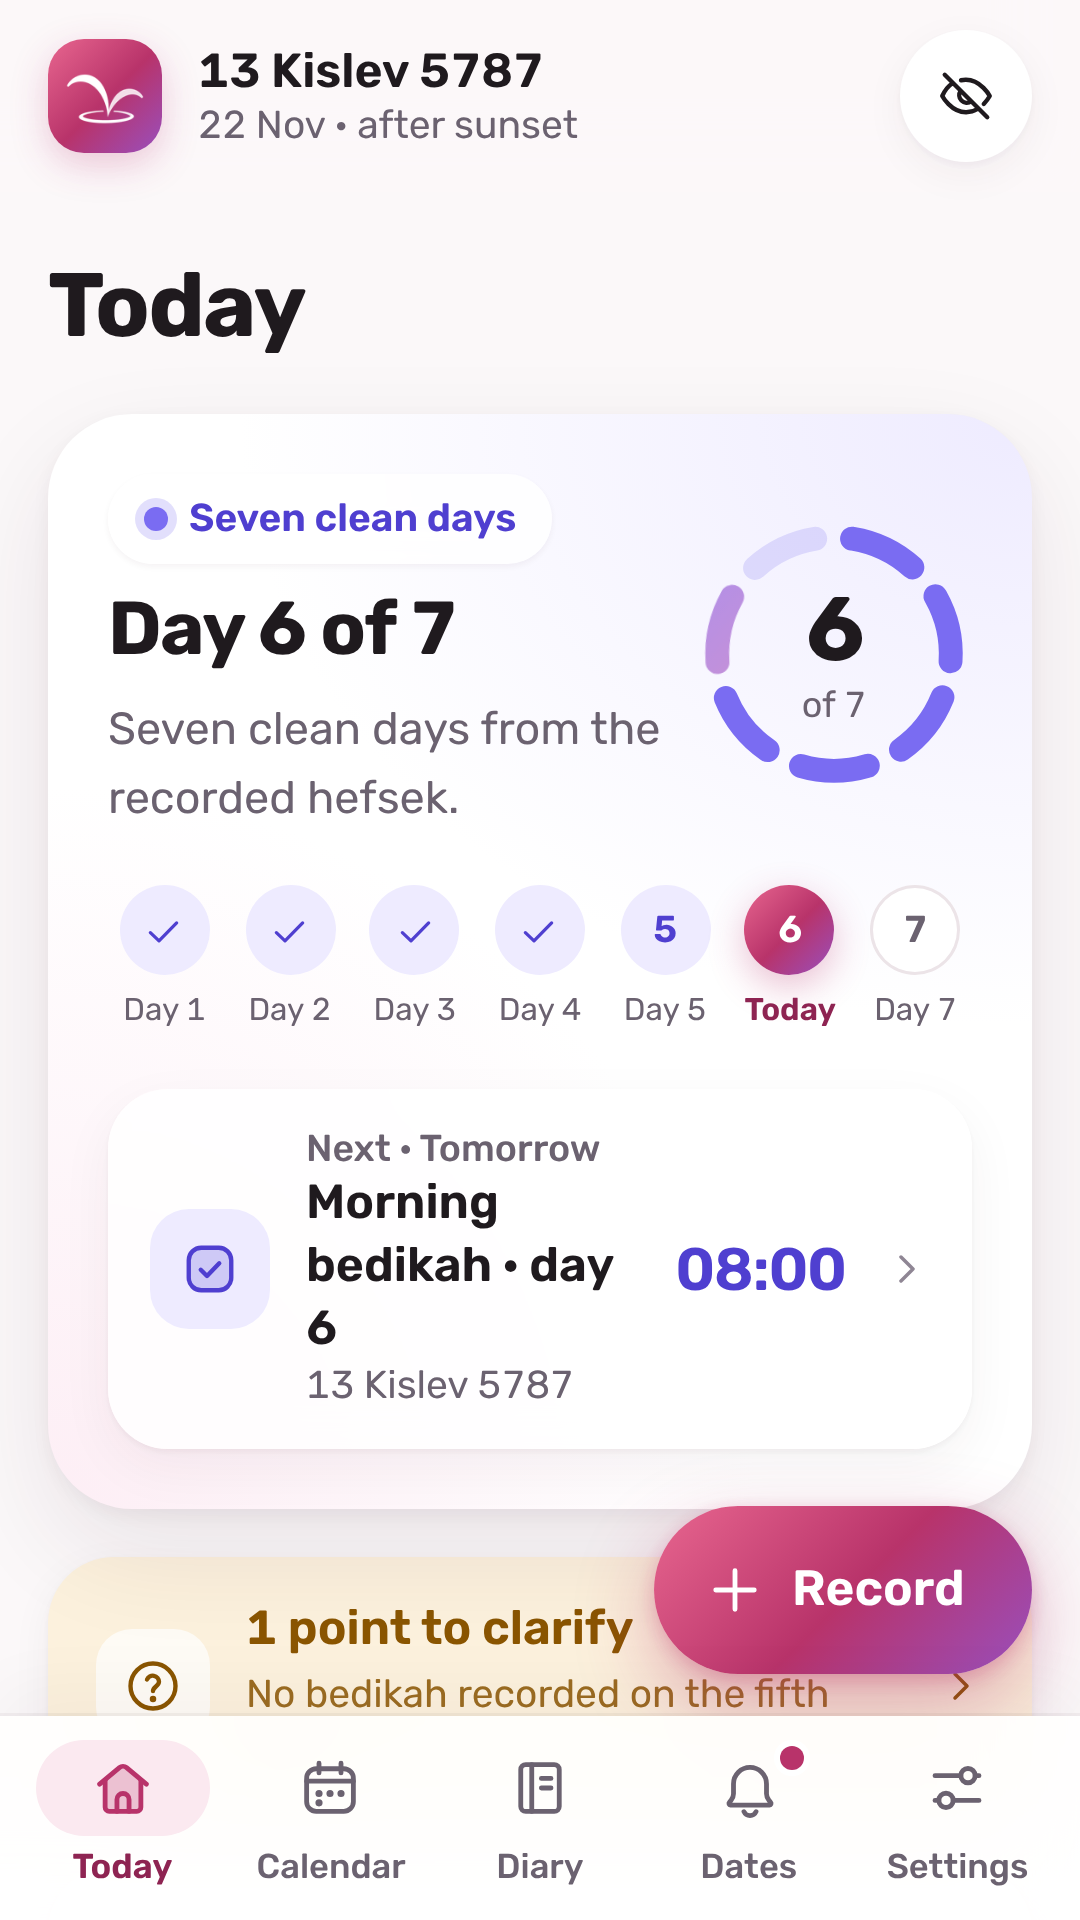 13 Kislev 5787
22 Nov • after sunset
Today
Seven clean days
Day 6 of 7
Seven clean days from the
recorded hefsek.
6
of 7
5
6
7
Day 1
Day 2
Day 3
Day 4
Day 5
Today
Day 7
Next • Tomorrow
Morning
bedikah • day
6
13 Kislev 5787
08:00
Record
1 point to clarify
No bedikah recorded on the fifth
Today
Calendar
Diary
Dates
Settings